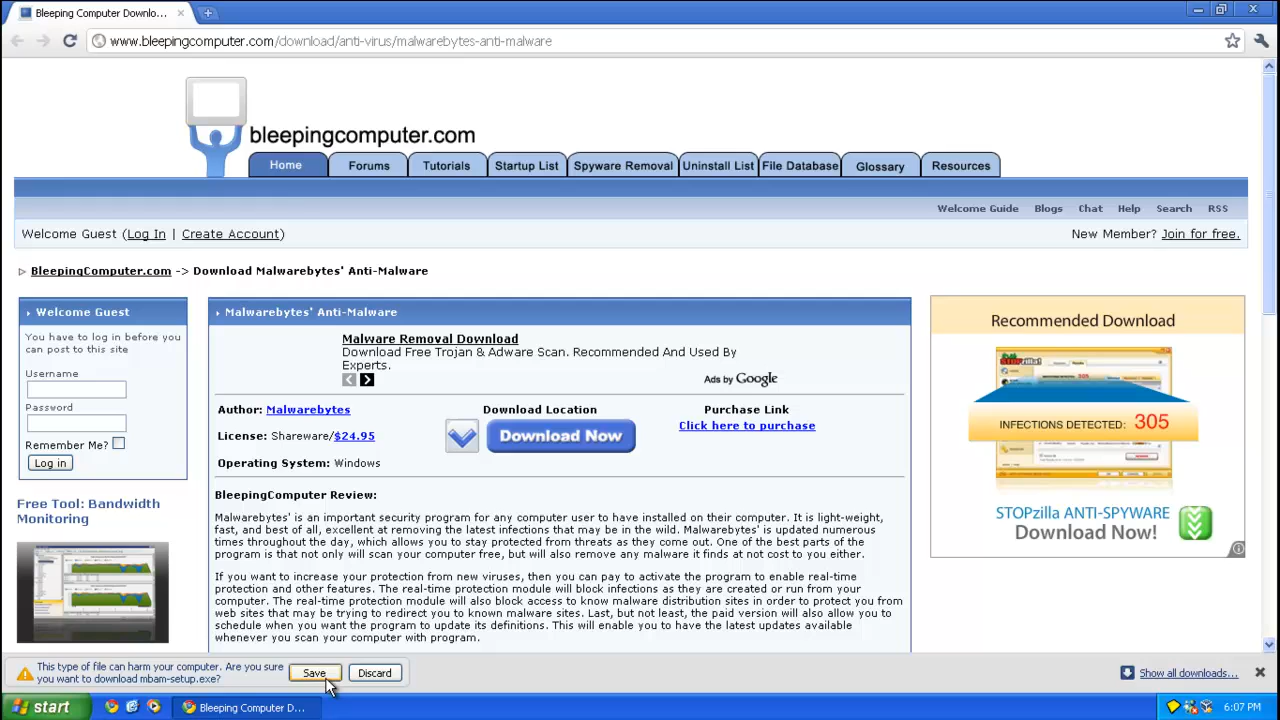 Bleeping Computer Downlo...
www.bleepingcomputer.com/download/anti-virus/malwarebytes-anti-malware
bleepingcomputer.com
Home Forums Tutorials Startup List Spyware Removal Uninstall List File Database Glossary Resources
Welcome Guide Blogs Chat Help Search RSS
Welcome Guest (Log In | Create Account)
New Member? Join for free.
BleepingComputer.com -> Download Malwarebytes' Anti-Malware
Welcome Guest
You have to log in before you
can post to this site
Username
Password
Remember Me?
Log in
Free Tool: Bandwidth
Monitoring
Malwarebytes' Anti-Malware
Malware Removal Download
Download Free Trojan & Adware Scan. Recommended And Used By
Experts.
Ads by Google
Author: Malwarebytes
License: Shareware/$24.95
Operating System: Windows
Download Location
Download Now
Purchase Link
Click here to purchase
BleepingComputer Review:
Malwarebytes' is an important security program for any computer user to have installed on their computer. It is light-weight,
fast, and best of all, excellent at removing the latest infections that may be in the wild. Malwarebytes' is updated numerous
times throughout the day, which allows you to stay protected from threats as they come out. One of the best parts of the
program is that not only will scan your computer free, but will also remove any malware it finds at not cost to you either.
If you want to increase your protection from new viruses, then you can pay to activate the program to enable real-time
protection and other features. The real-time protection module will block infections as they are created or run from your
computer. The real-time protection module will also block access to know malware distribution sites in order to protect you from
web sites that may be trying to redirect you to known malware sites. Last, but not least, the paid version will also allow you to
schedule when you want the program to update its definitions. This will enable you to have the latest updates available
whenever you scan your computer with program.
Recommended Download
STOPzilla!
INFECTIONS DETECTED: 305
STOPzilla ANTI-SPYWARE
Download Now!
This type of file can harm your computer. Are you sure
you want to download mbam-setup.exe?
Save
Discard
Show all downloads...
start
Bleeping Computer D...
6:07 PM